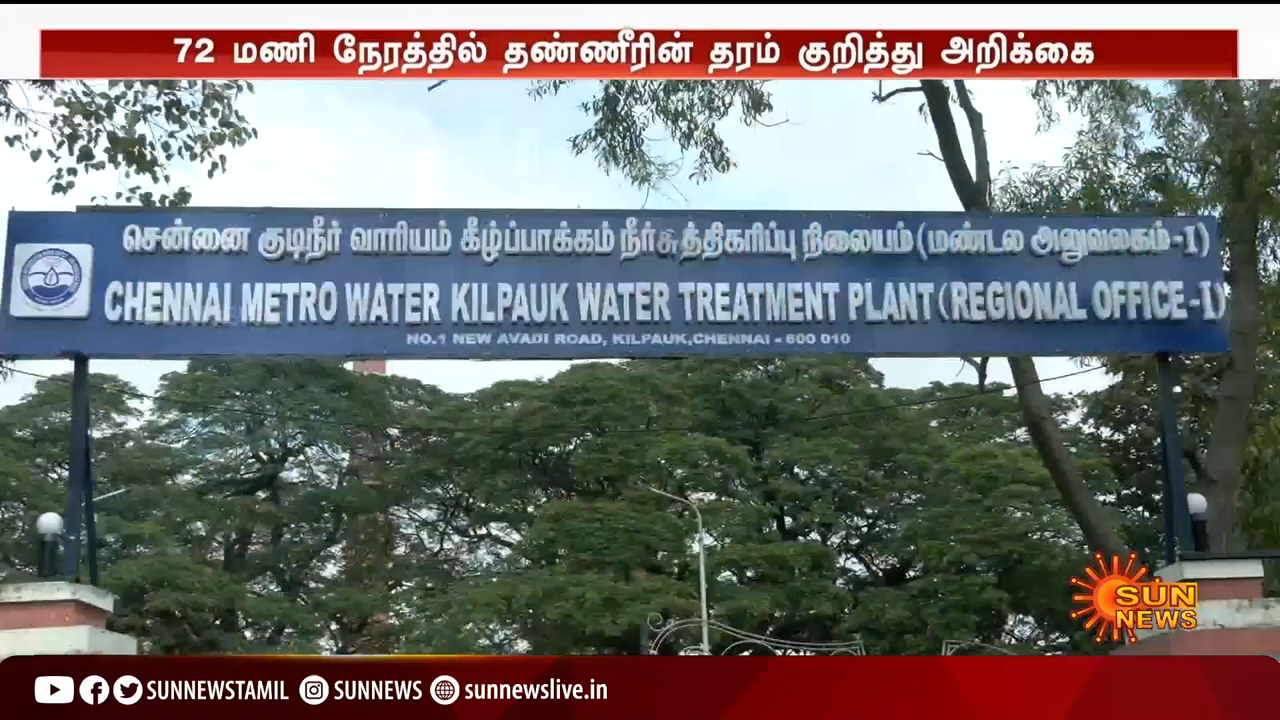 72 மணி நேரத்தில் தண்ணீரின் தரம் குறித்து அறிக்கை
சென்னை குடிநீர் வாரியம் கீழ்ப்பாக்கம் நீர்சுத்திகரிப்பு நிலையம் (மண்டல அலுவலகம்-I)
CHENNAI METRO WATER KILPAUK WATER TREATMENT PLANT (REGIONAL OFFICE-I)
NO.1 NEW AVADI ROAD, KILPAUK, CHENNAI - 600 010
SUN
NEWS
SUNNEWSTAMIL SUNNEWS sunnewslive.in